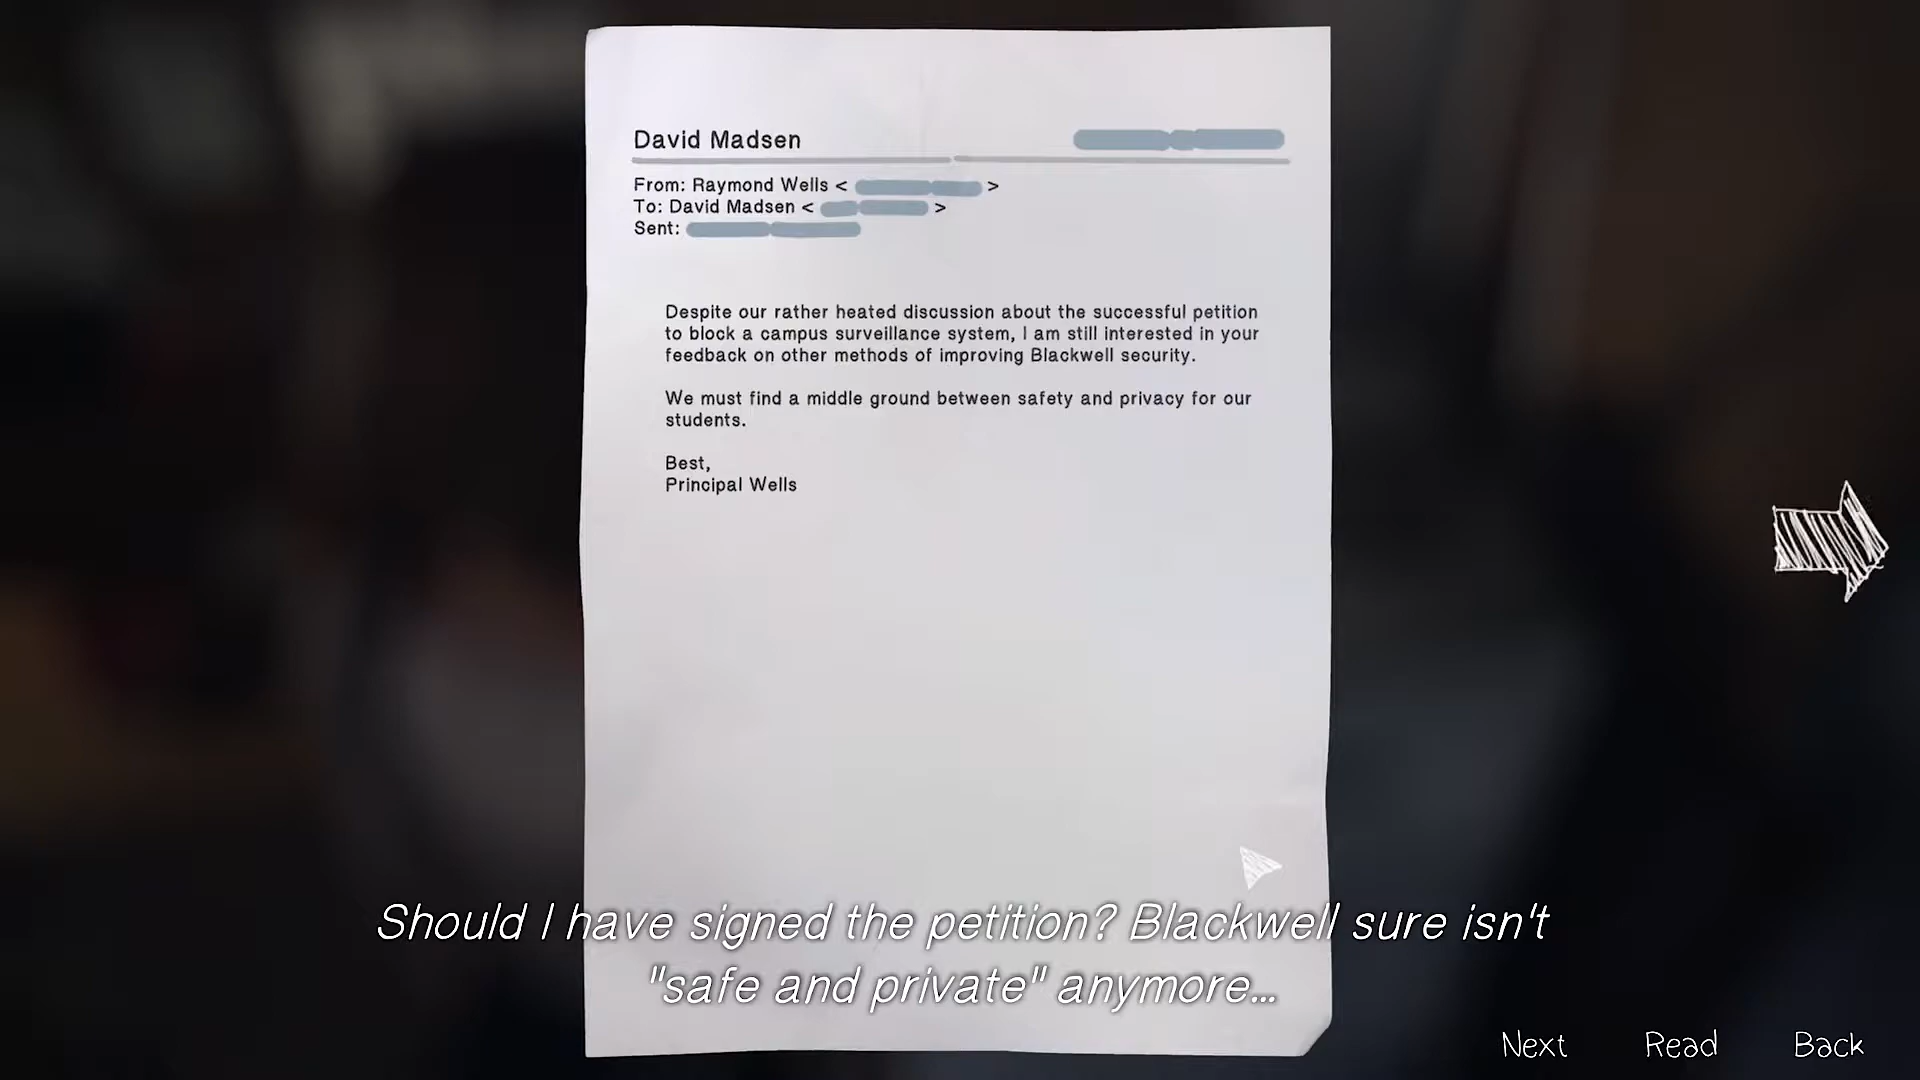 David Madsen
From: Raymond Wells < >
To: David Madsen < >
Sent:
Despite our rather heated discussion about the successful petition
to block a campus surveillance system, I am still interested in your
feedback on other methods of improving Blackwell security.
We must find a middle ground between safety and privacy for our
students.
Best,
Principal Wells
Should I have signed the petition? Blackwell sure isn't
"safe and private" anymore...
Next Read Back